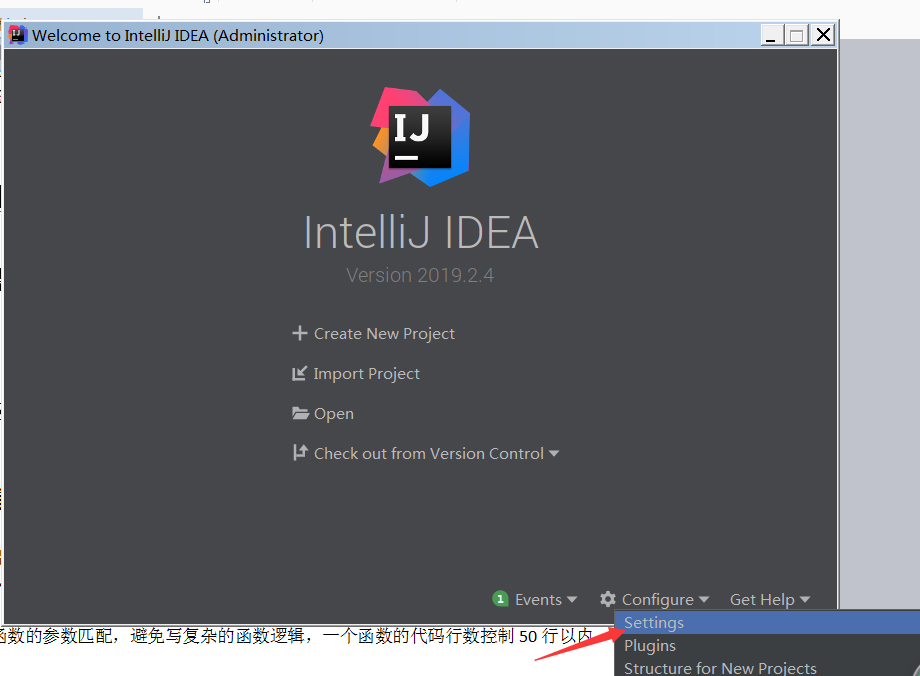 Welcome to IntelliJ IDEA (Administrator)
IJ
IntelliJ IDEA
Version 2019.2.4
Create New Project
Import Project
Open
Check out from Version Control
1 Events Configure Get Help
Settings
Plugins
Structure for New Projects
函数的参数匹配，避免写复杂的函数逻辑，一个函数的代码行数控制 50 行以内